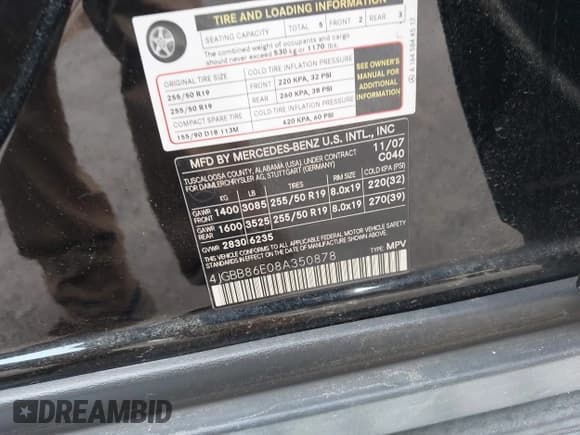 TIRE AND LOADING INFORMATION
SEATING CAPACITY TOTAL 5 FRONT 2 REAR 3
The combined weight of occupants and cargo
should never exceed 530 kg or 1170 lbs.
ORIGINAL TIRE SIZE COLD TIRE INFLATION PRESSURE
255/50 R19 FRONT 220 KPA, 32 PSI
255/50 R19 REAR 260 KPA, 38 PSI
COMPACT SPARE TIRE COLD TIRE INFLATION PRESSURE
155/90 D18 113M 420 KPA, 60 PSI
SEE OWNER'S
MANUAL FOR
ADDITIONAL
INFORMATION
A 164 584 45 37
MFD BY MERCEDES-BENZ U.S. INTL., INC
TUSCALOOSA COUNTY, ALABAMA (USA) UNDER CONTRACT 11/07
FOR DAIMLERCHRYSLER AG, STUTTGART (GERMANY) C040
KG LB TIRES RIMS COLD KPA (PSI)
GAWR FRONT 1400 3085 255/50 R19 8.0x19 220(32)
GAWR REAR 1600 3525 255/50 R19 8.0x19 270(39)
GVWR 2830 6235
THIS VEHICLE CONFORMS TO ALL APPLICABLE FEDERAL
MOTOR VEHICLE SAFETY STANDARDS IN EFFECT ON THE
DATE OF MANUFACTURE SHOWN ABOVE.
4JGBB86E08A350878 TYPE: MPV
DREAMBID